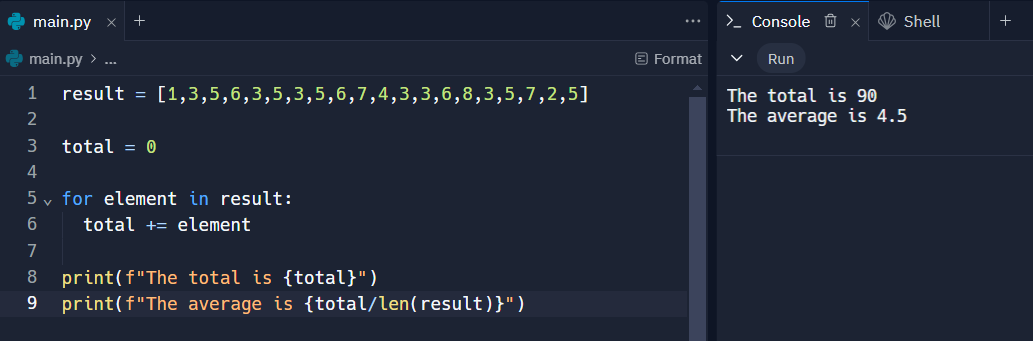 main.py × +
main.py > ...
Format
1 result = [1,3,5,6,3,5,3,5,6,7,4,3,3,6,8,3,5,7,2,5]
2
3 total = 0
4
5 for element in result:
6 total += element
7
8 print(f"The total is {total}")
9 print(f"The average is {total/len(result)}")
Console × Shell +
Run
The total is 90
The average is 4.5